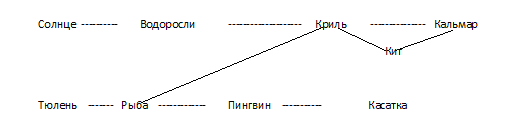 Солнце ---------- Водоросли -------------------- Криль --------------- Кальмар
Кит
Тюлень ------- Рыба ------------- Пингвин ----------- Касатка